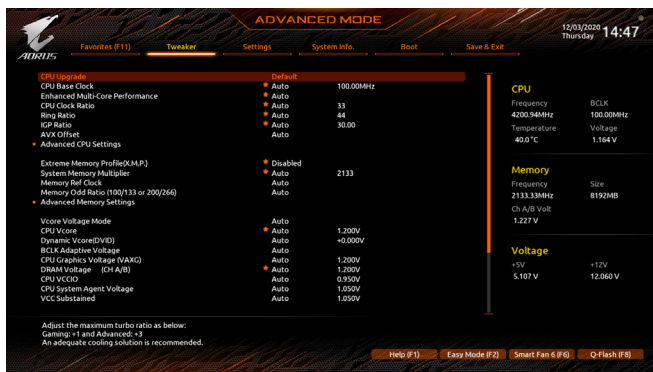 ADVANCED MODE
12/03/2020 Thursday 14:47
AORUS
Favorites (F11) Tweaker Settings System Info. Boot Save & Exit
CPU Upgrade Default
CPU Base Clock Auto 100.00MHz
Enhanced Multi-Core Performance Auto
CPU Clock Ratio Auto 33
Ring Ratio Auto 44
IGP Ratio Auto 30.00
AVX Offset Auto
Advanced CPU Settings
Extreme Memory Profile(X.M.P.) Disabled
System Memory Multiplier Auto 2133
Memory Ref Clock Auto
Memory Odd Ratio (100/133 or 200/266) Auto
Advanced Memory Settings
Vcore Voltage Mode Auto
CPU Vcore Auto 1.200V
Dynamic Vcore(DVID) Auto +0.000V
BCLK Adaptive Voltage Auto
CPU Graphics Voltage (VAXG) Auto 1.200V
DRAM Voltage (CH A/B) Auto 1.200V
CPU VCCIO Auto 0.950V
CPU System Agent Voltage Auto 1.050V
VCC Substained Auto 1.050V
CPU
Frequency BCLK
4200.94MHz 100.00MHz
Temperature Voltage
40.0 °C 1.164 V
Memory
Frequency Size
2133.33MHz 8192MB
Ch A/B Volt
1.227 V
Voltage
+5V +12V
5.107 V 12.060 V
Adjust the maximum turbo ratio as below:
Gaming: +1 and Advanced: +3
An adequate cooling solution is recommended.
Help (F1) Easy Mode (F2) Smart Fan 6 (F6) Q-Flash (F8)